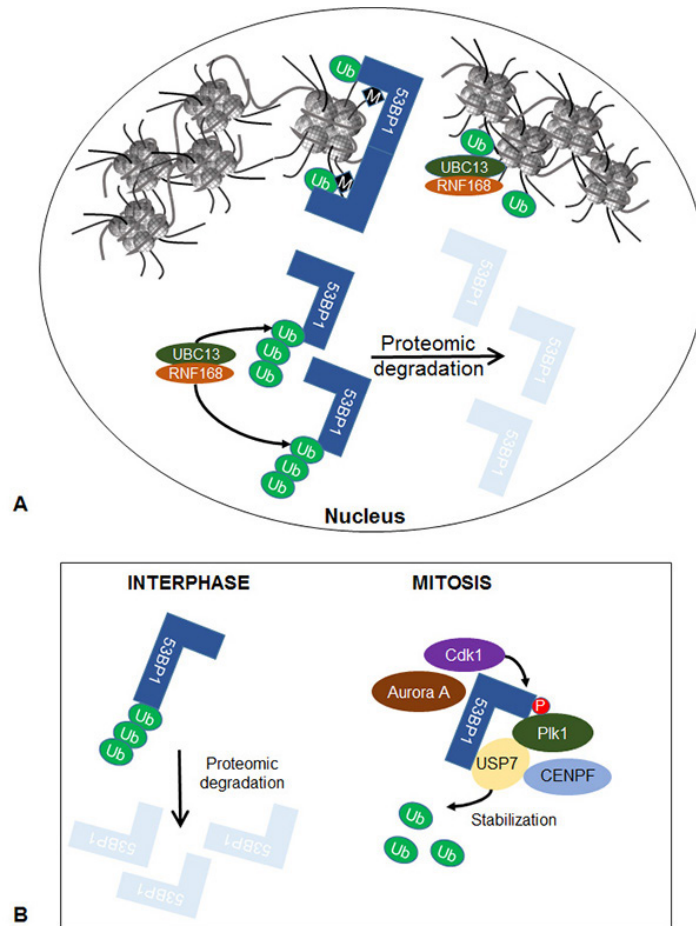 Ub
M
53BP1
Ub
M
Ub
UBC13
RNF168
Ub
53BP1
53BP1
Ub
Ub
Ub
UBC13
RNF168
53BP1
Proteomic
degradation
53BP1
53BP1
Ub
Ub
Ub
A
Nucleus
INTERPHASE
MITOSIS
53BP1
Cdk1
Aurora A
P
53BP1
Plk1
Ub
Ub
Ub
USP7
CENPF
Proteomic
degradation
Ub
Stabilization
Ub
Ub
53BP1
53BP1
53BP1
B